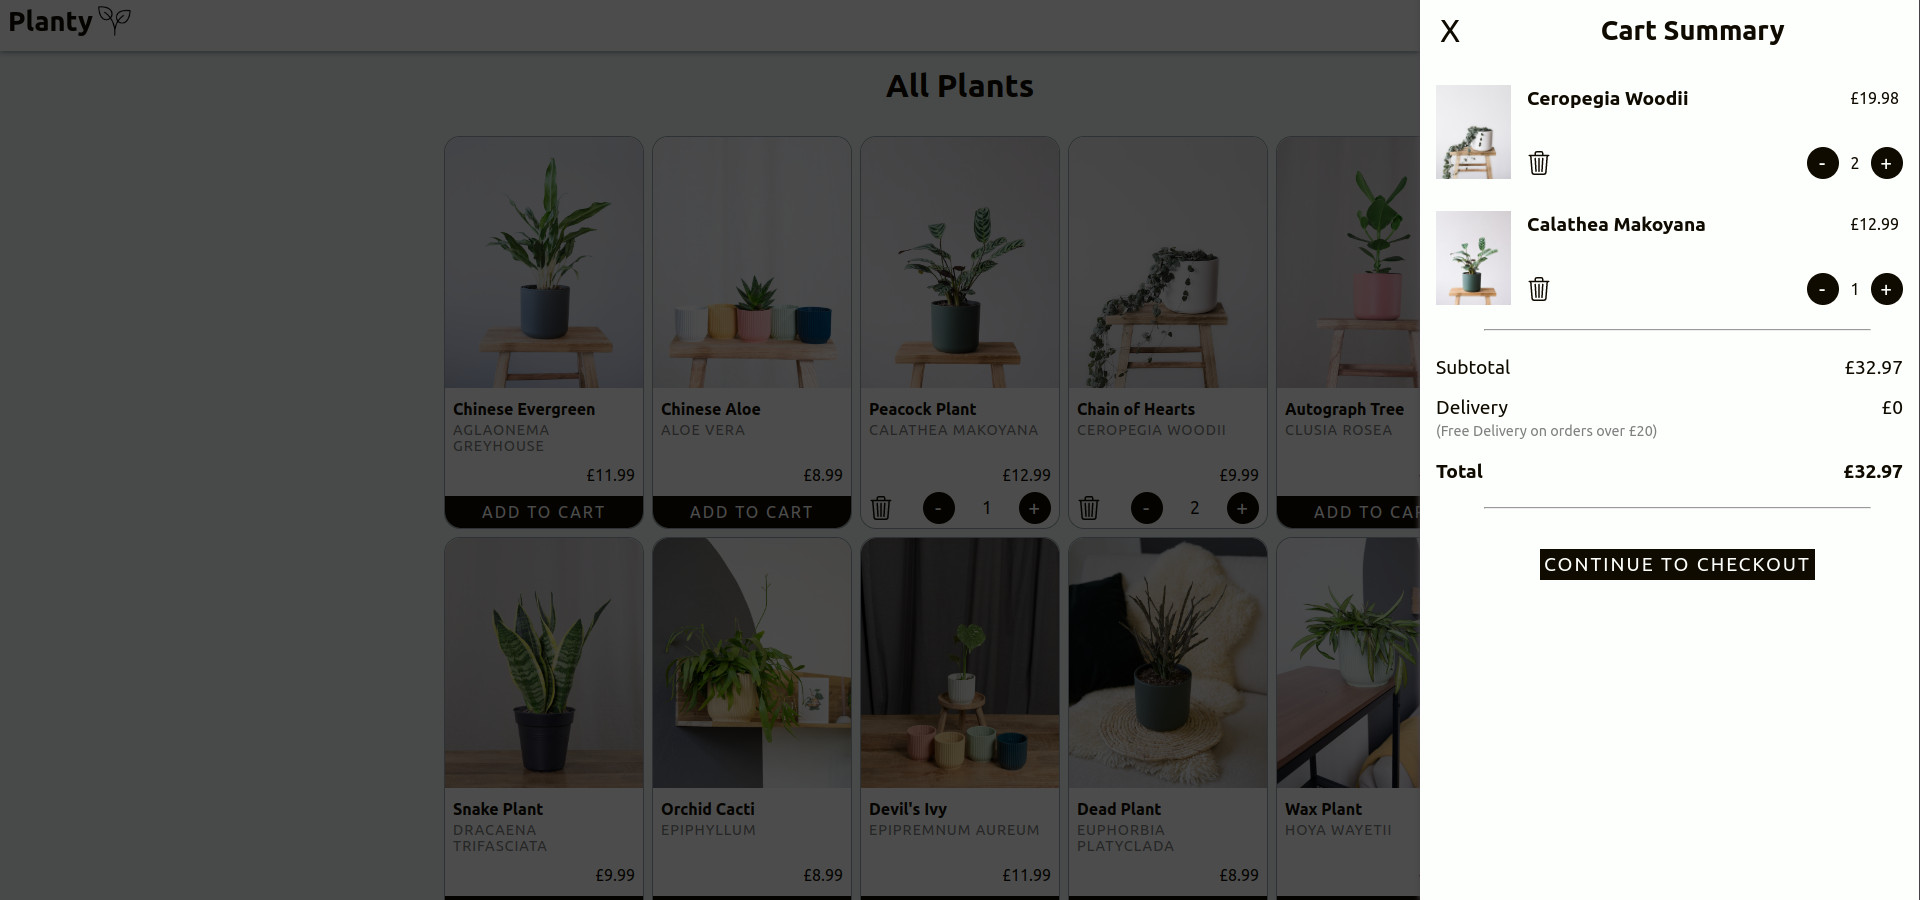 Planty
All Plants
Chinese Evergreen
AGLAONEMA
GREYHOUSE
£11.99
ADD TO CART
Chinese Aloe
ALOE VERA
£8.99
ADD TO CART
Peacock Plant
CALATHEA MAKOYANA
£12.99
- 1 +
Chain of Hearts
CEROPEGIA WOODII
£9.99
- 2 +
Autograph Tree
CLUSIA ROSEA
ADD TO CAR
Snake Plant
DRACAENA
TRIFASCIATA
£9.99
Orchid Cacti
EPIPHYLLUM
£8.99
Devil's Ivy
EPIPREMNUM AUREUM
£11.99
Dead Plant
EUPHORBIA
PLATYCLADA
£8.99
Wax Plant
HOYA WAYETII
X Cart Summary
Ceropegia Woodii £19.98
- 2 +
Calathea Makoyana £12.99
- 1 +
Subtotal £32.97
Delivery £0
(Free Delivery on orders over £20)
Total £32.97
CONTINUE TO CHECKOUT